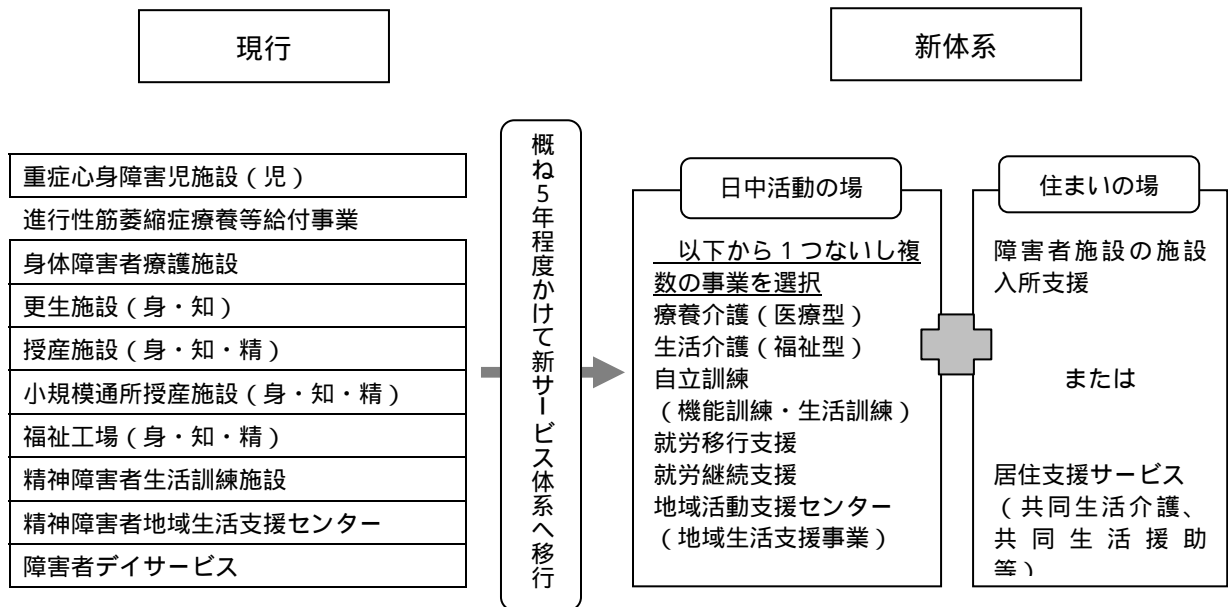 現行
新体系
重症心身障害児施設（児）
進行性筋萎縮症療養等給付事業
身体障害者療護施設
更生施設（身・知）
授産施設（身・知・精）
小規模通所授産施設（身・知・精）
福祉工場（身・知・精）
精神障害者生活訓練施設
精神障害者地域生活支援センター
障害者デイサービス
概ね5年程度かけて新サービス体系へ移行
日中活動の場
以下から１つないし複
数の事業を選択
療養介護（医療型）
生活介護（福祉型）
自立訓練
（機能訓練・生活訓練）
就労移行支援
就労継続支援
地域活動支援センター
（地域生活支援事業）
住まいの場
障害者施設の施設
入所支援
または
居住支援サービス
（共同生活介護、
共同生活援助
等）